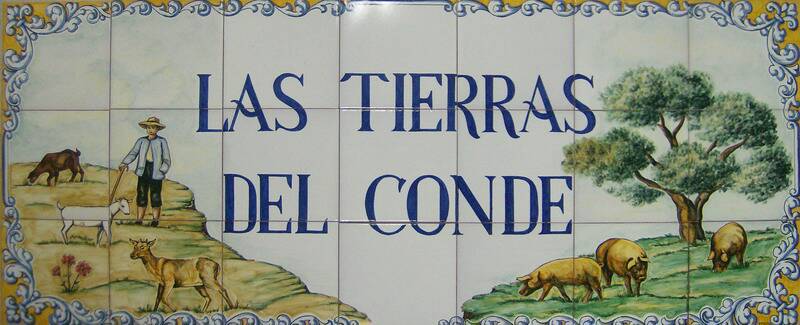 LAS TIERRAS
DEL CONDE